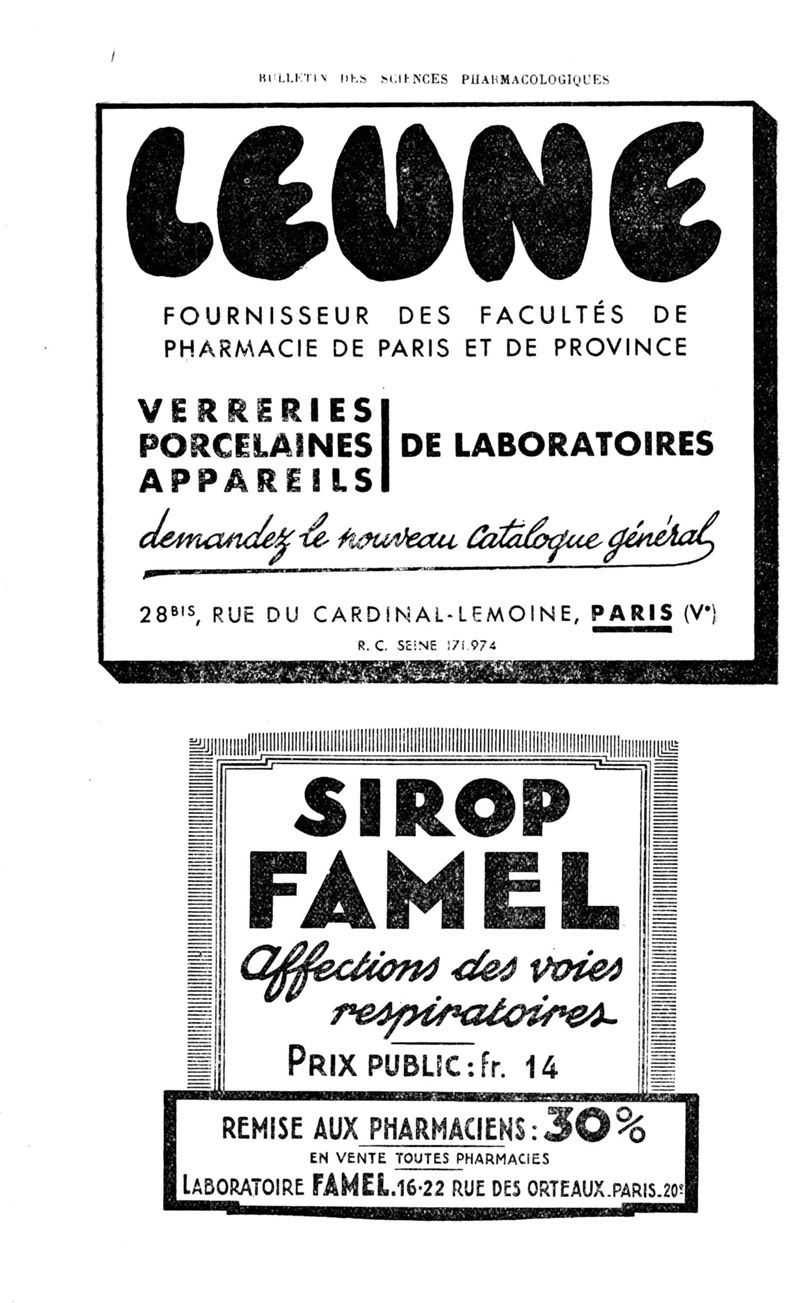 BULLETIN DES SCIENCES PHARMACOLOGIQUES
LEUNE
FOURNISSEUR DES FACULTÉS DE
PHARMACIE DE PARIS ET DE PROVINCE
VERRERIES
PORCELAINES DE LABORATOIRES
APPAREILS
demandez le nouveau catalogue général
28BIS, RUE DU CARDINAL-LEMOINE, PARIS (Ve)
R. C. SEINE 171.974
SIROP
FAMEL
Affections des voies
respiratoires
PRIX PUBLIC : fr. 14
REMISE AUX PHARMACIENS : 30%
EN VENTE TOUTES PHARMACIES
LABORATOIRE FAMEL. 16-22 RUE DES ORTEAUX. PARIS. 20e